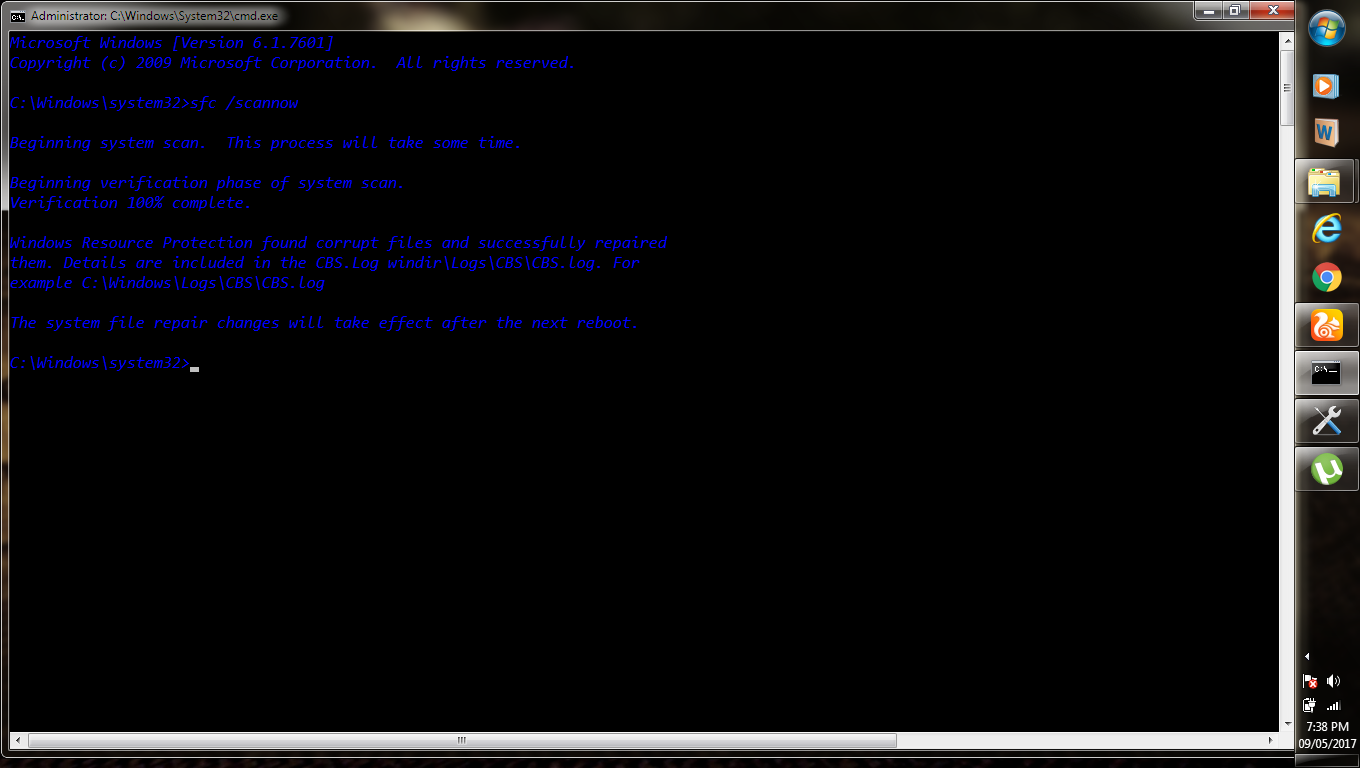 Administrator: C:\Windows\System32\cmd.exe
Microsoft Windows [Version 6.1.7601]
Copyright (c) 2009 Microsoft Corporation.  All rights reserved.
C:\Windows\system32>sfc /scannow
Beginning system scan.  This process will take some time.
Beginning verification phase of system scan.
Verification 100% complete.
Windows Resource Protection found corrupt files and successfully repaired
them. Details are included in the CBS.Log windir\Logs\CBS\CBS.log. For
example C:\Windows\Logs\CBS\CBS.log
The system file repair changes will take effect after the next reboot.
C:\Windows\system32>
7:38 PM
09/05/2017